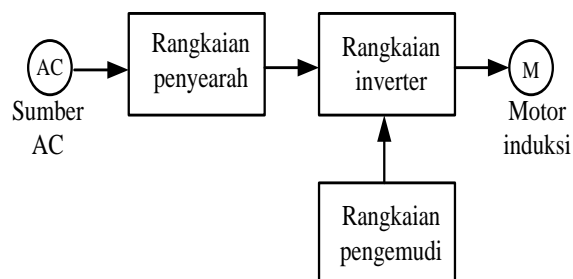 AC
Sumber
AC
Rangkaian
penyearah
Rangkaian
inverter
M
Motor
induksi
Rangkaian
pengemudi